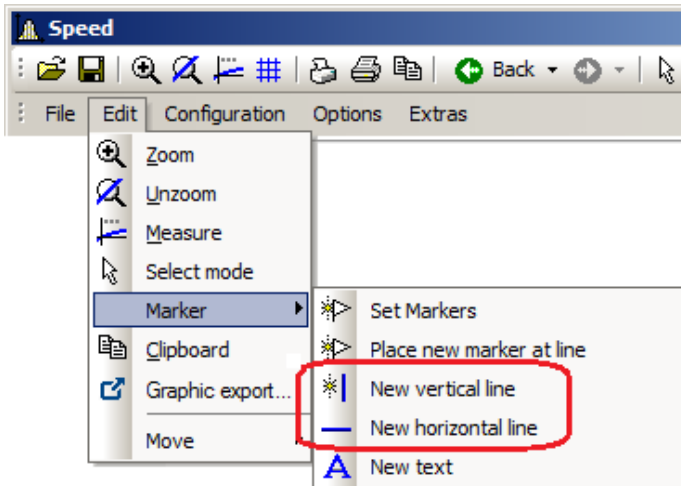 Speed
Back
File Edit Configuration Options Extras
Zoom
Unzoom
Measure
Select mode
Marker
Set Markers
Clipboard
Place new marker at line
Graphic export...
New vertical line
New horizontal line
Move
A New text